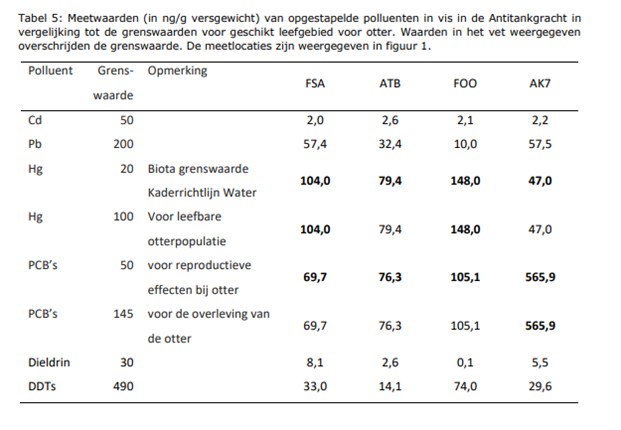 Tabel 5: Meetwaarden (in ng/g versgewicht) van opgestapelde polluenten in vis in de Antitankgracht in
vergelijking tot de grenswaarden voor geschikt leefgebied voor otter. Waarden in het vet weergegeven
overschrijden de grenswaarde. De meetlocaties zijn weergegeven in figuur 1.
Polluent Grens- Opmerking
waarde FSA ATB FOO AK7
Cd 50 2,0 2,6 2,1 2,2
Pb 200 57,4 32,4 10,0 57,5
Hg 20 Biota grenswaarde
Kaderrichtlijn Water 104,0 79,4 148,0 47,0
Hg 100 Voor leefbare
otterpopulatie 104,0 79,4 148,0 47,0
PCB's 50 voor reproductieve
effecten bij otter 69,7 76,3 105,1 565,9
PCB's 145 voor de overleving van
de otter 69,7 76,3 105,1 565,9
Dieldrin 30 8,1 2,6 0,1 5,5
DDTs 490 33,0 14,1 74,0 29,6